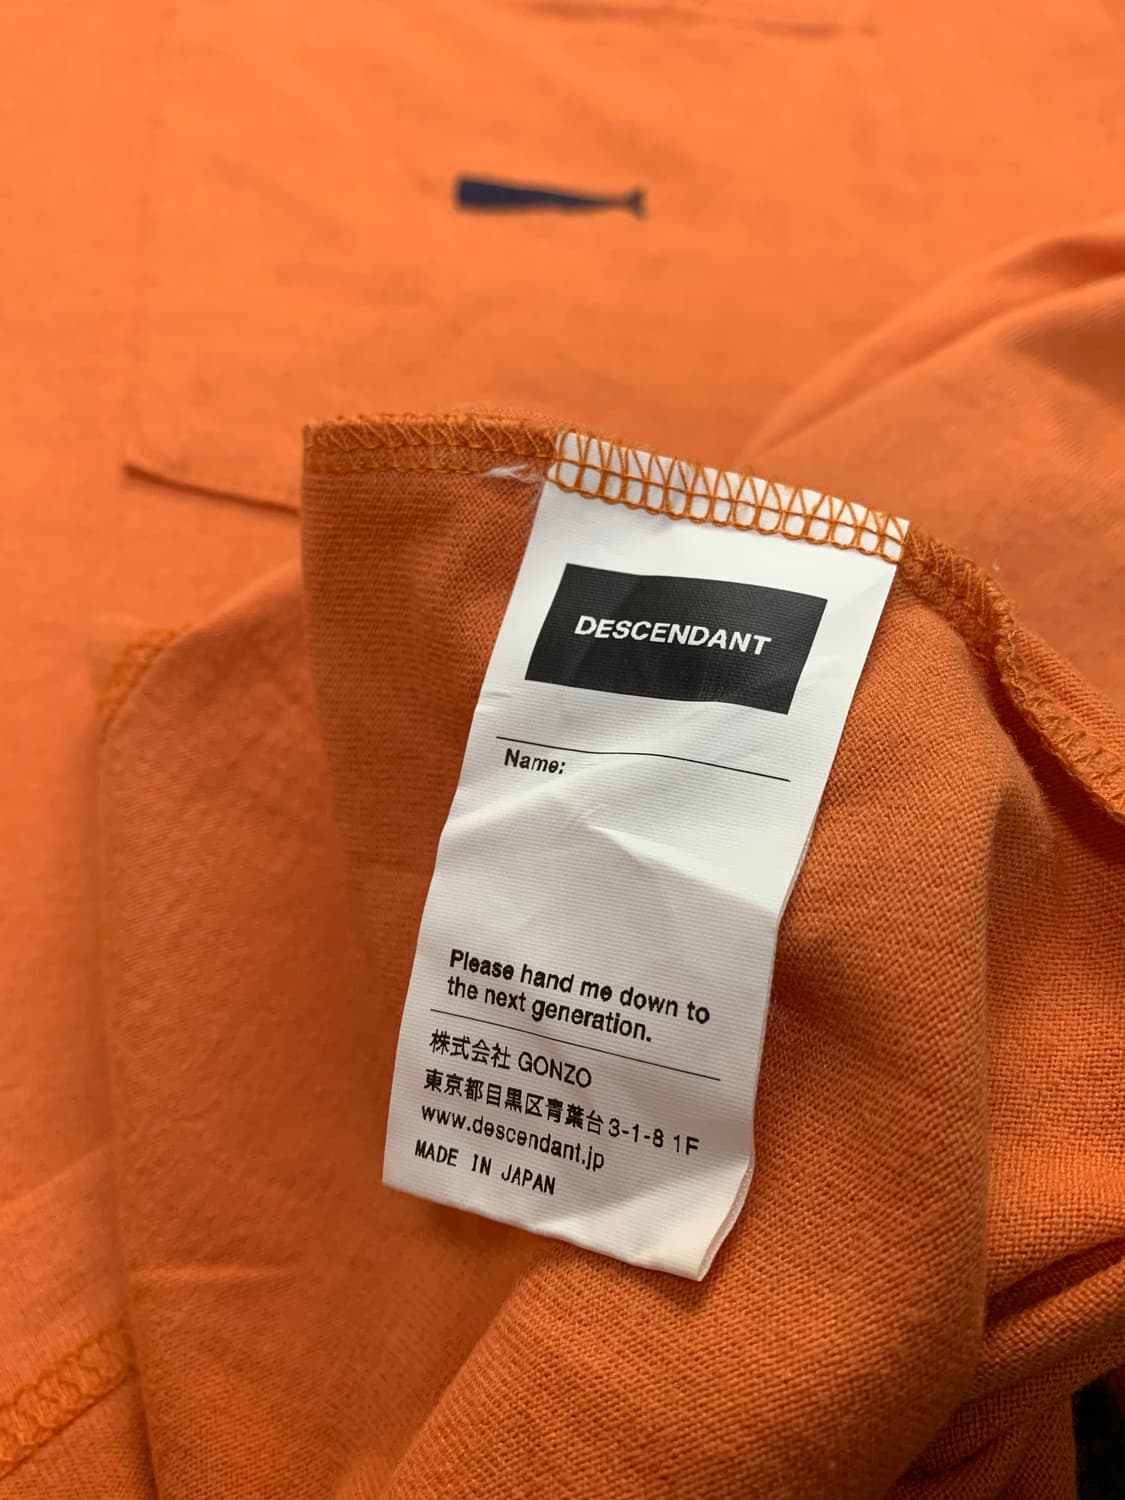 DESCENDANT
Name:
Please hand me down to
the next generation.
株式会社 GONZO
東京都目黒区青葉台3-1-8 1F
www.descendant.jp
MADE IN JAPAN